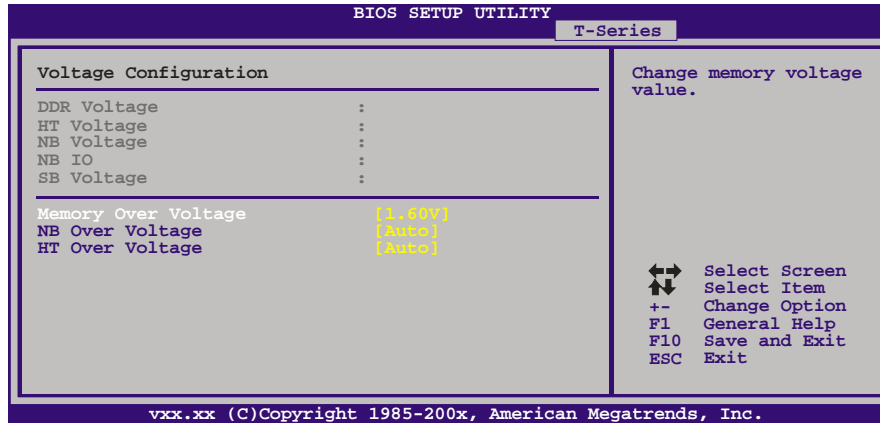 BIOS SETUP UTILITY
T-Series
Voltage Configuration
DDR Voltage :
HT Voltage :
NB Voltage :
NB IO :
SB Voltage :
Memory Over Voltage [1.60V]
NB Over Voltage [Auto]
HT Over Voltage [Auto]
Change memory voltage
value.
Select Screen
Select Item
+- Change Option
F1 General Help
F10 Save and Exit
ESC Exit
vxx.xx (C)Copyright 1985-200x, American Megatrends, Inc.